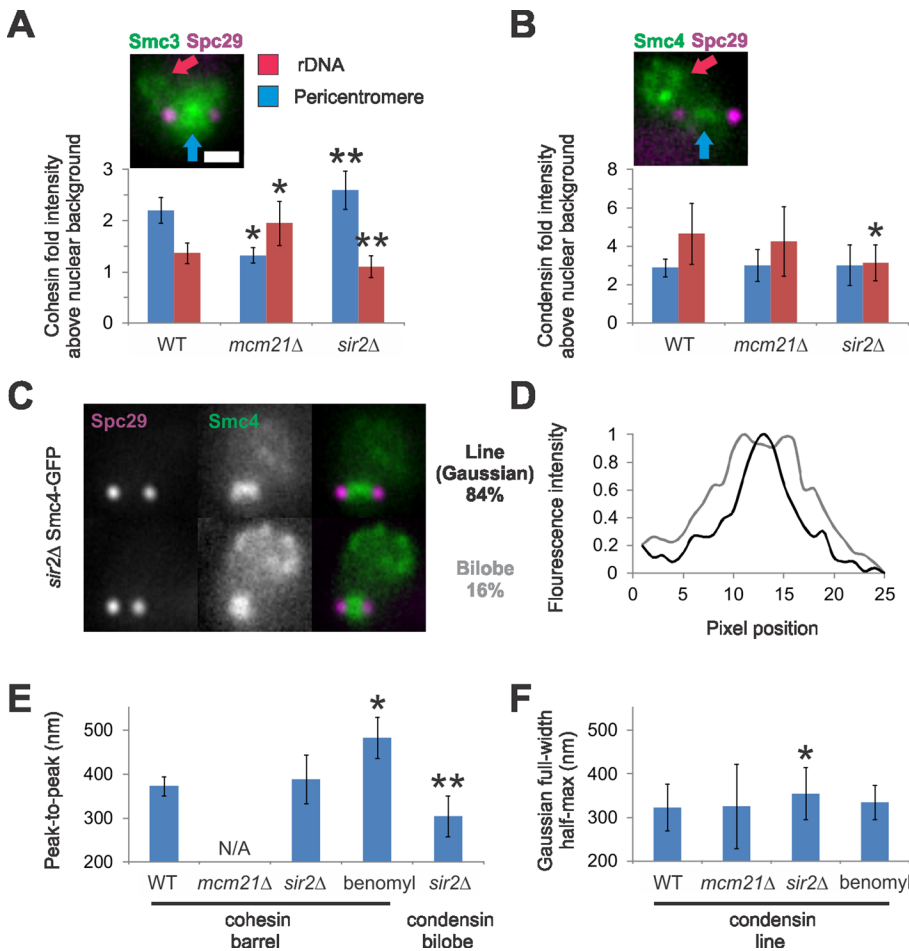 A
Smc3 Spc29
rDNA
Pericentromere
Cohesin fold intensity
above nuclear background
3
2
1
0
**
*
*
**
WT
mcm21Δ
sir2Δ
B
Smc4 Spc29
Condensin fold intensity
above nuclear background
8
6
4
2
0
*
WT
mcm21Δ
sir2Δ
C
sir2Δ Smc4-GFP
Spc29
Smc4
Line
(Gaussian)
84%
Bilobe
16%
D
Flourescence intensity
1
0.8
0.6
0.4
0.2
0
0
5
10
15
20
25
Pixel position
E
Peak-to-peak (nm)
500
400
300
200
N/A
*
**
WT
mcm21Δ
sir2Δ
benomyl
sir2Δ
cohesin
barrel
condensin
bilobe
F
Gaussian full-width
half-max (nm)
500
400
300
200
*
WT
mcm21Δ
sir2Δ
benomyl
condensin
line